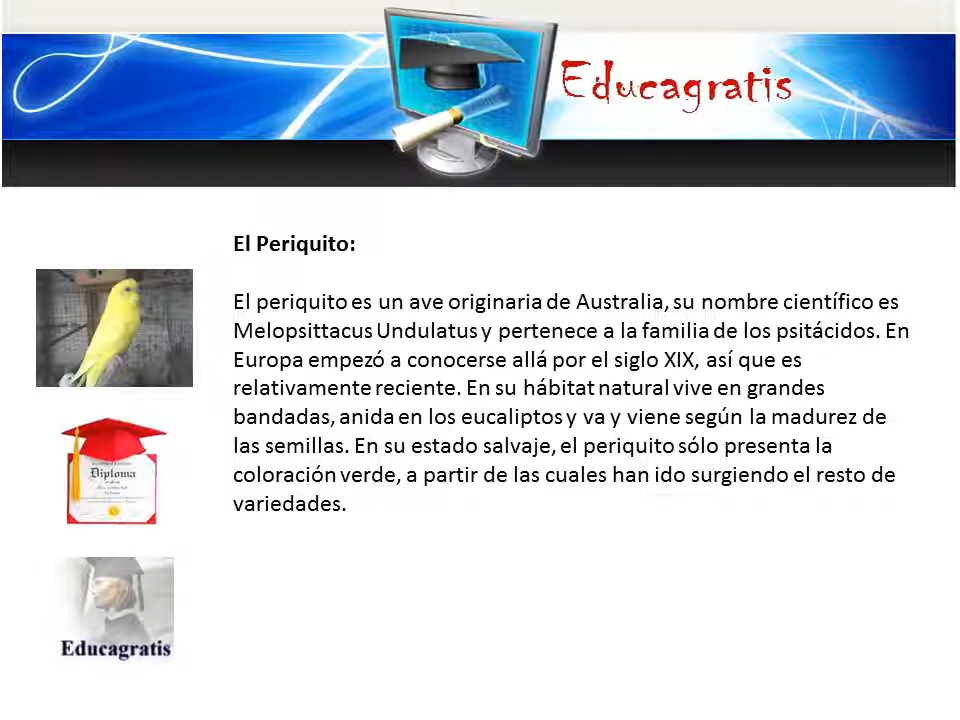 Educagratis
El Periquito:
El periquito es un ave originaria de Australia, su nombre científico es
Melopsittacus Undulatus y pertenece a la familia de los psitácidos. En
Europa empezó a conocerse allá por el siglo XIX, así que es
relativamente reciente. En su hábitat natural vive en grandes
bandadas, anida en los eucaliptos y va y viene según la madurez de
las semillas. En su estado salvaje, el periquito sólo presenta la
coloración verde, a partir de las cuales han ido surgiendo el resto de
variedades.
Diploma
Educagratis